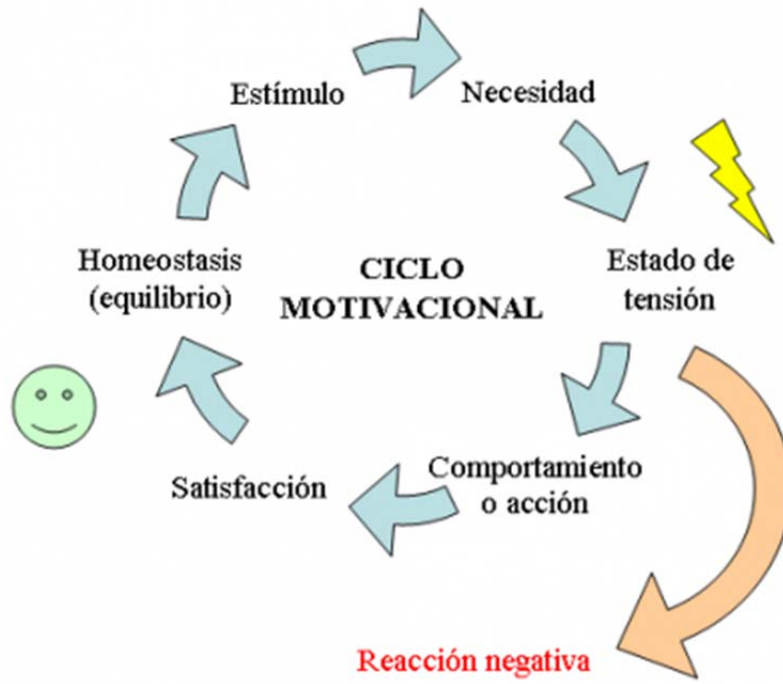 Estímulo
Necesidad
Homeostasis
(equilibrio)
CICLO
MOTIVACIONAL
Estado de
tensión
Satisfacción
Comportamiento
o acción
Reacción negativa